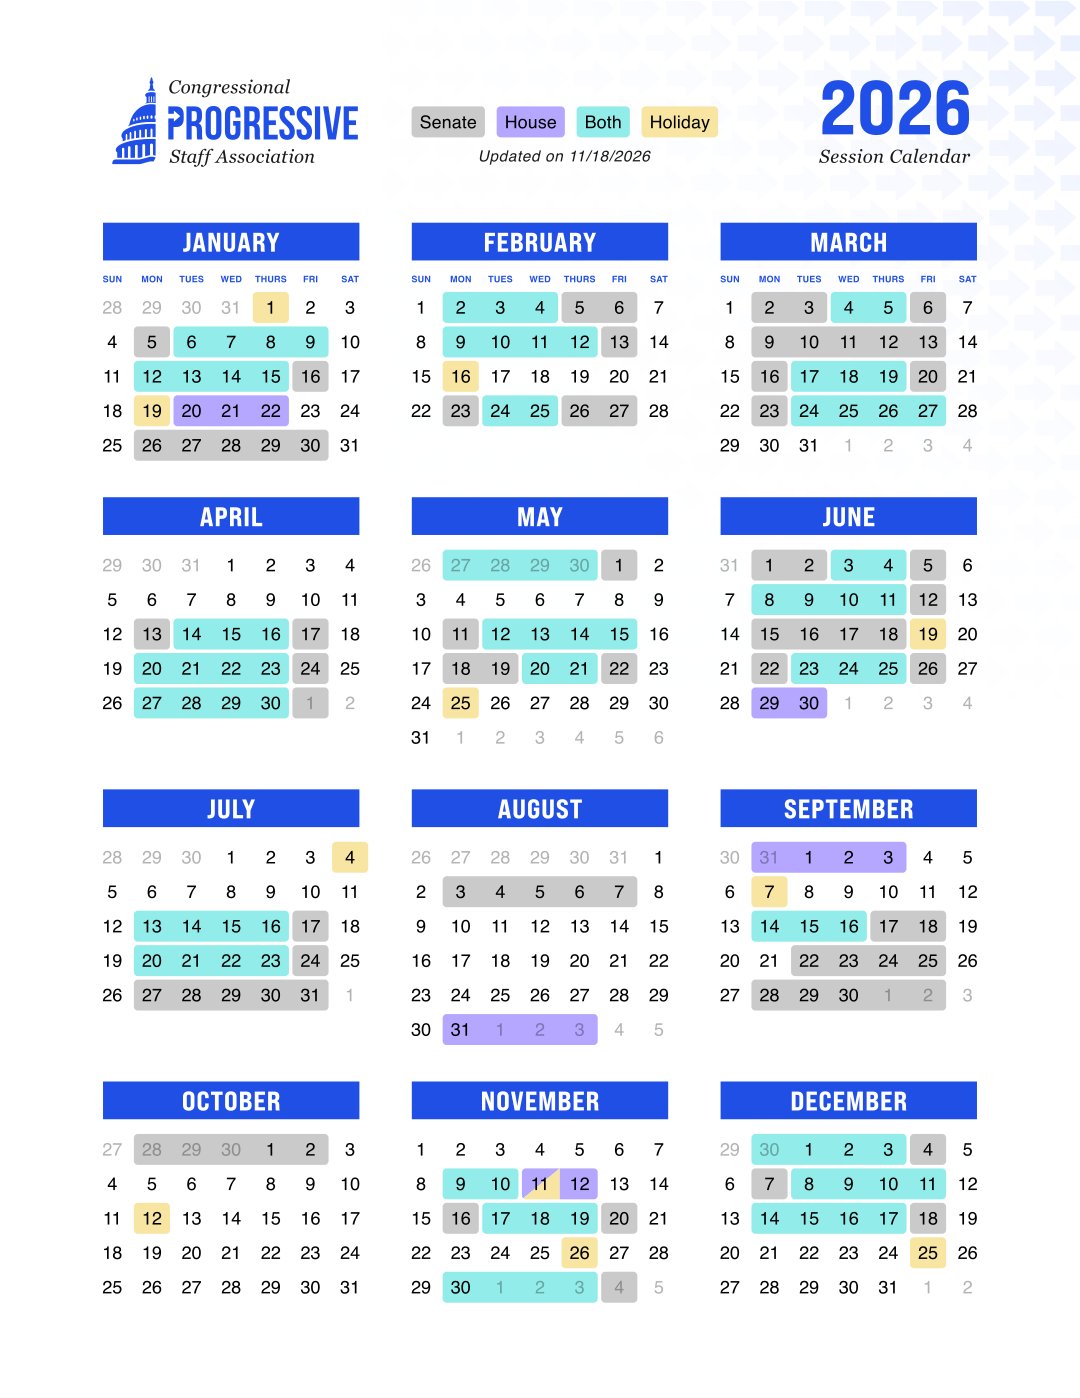 Congressional
PROGRESSIVE
Staff Association
Senate House Both Holiday
Updated on 11/18/2026
2026
Session Calendar
JANUARY
SUN MON TUES WED THURS FRI SAT
28 29 30 31 1 2 3
4 5 6 7 8 9 10
11 12 13 14 15 16 17
18 19 20 21 22 23 24
25 26 27 28 29 30 31
FEBRUARY
SUN MON TUES WED THURS FRI SAT
1 2 3 4 5 6 7
8 9 10 11 12 13 14
15 16 17 18 19 20 21
22 23 24 25 26 27 28
MARCH
SUN MON TUES WED THURS FRI SAT
1 2 3 4 5 6 7
8 9 10 11 12 13 14
15 16 17 18 19 20 21
22 23 24 25 26 27 28
29 30 31 1 2 3 4
APRIL
29 30 31 1 2 3 4
5 6 7 8 9 10 11
12 13 14 15 16 17 18
19 20 21 22 23 24 25
26 27 28 29 30 1 2
MAY
26 27 28 29 30 1 2
3 4 5 6 7 8 9
10 11 12 13 14 15 16
17 18 19 20 21 22 23
24 25 26 27 28 29 30
31 1 2 3 4 5 6
JUNE
31 1 2 3 4 5 6
7 8 9 10 11 12 13
14 15 16 17 18 19 20
21 22 23 24 25 26 27
28 29 30 1 2 3 4
JULY
28 29 30 1 2 3 4
5 6 7 8 9 10 11
12 13 14 15 16 17 18
19 20 21 22 23 24 25
26 27 28 29 30 31 1
AUGUST
26 27 28 29 30 31 1
2 3 4 5 6 7 8
9 10 11 12 13 14 15
16 17 18 19 20 21 22
23 24 25 26 27 28 29
30 31 1 2 3 4 5
SEPTEMBER
30 31 1 2 3 4 5
6 7 8 9 10 11 12
13 14 15 16 17 18 19
20 21 22 23 24 25 26
27 28 29 30 1 2 3
OCTOBER
27 28 29 30 1 2 3
4 5 6 7 8 9 10
11 12 13 14 15 16 17
18 19 20 21 22 23 24
25 26 27 28 29 30 31
NOVEMBER
1 2 3 4 5 6 7
8 9 10 11 12 13 14
15 16 17 18 19 20 21
22 23 24 25 26 27 28
29 30 1 2 3 4 5
DECEMBER
29 30 1 2 3 4 5
6 7 8 9 10 11 12
13 14 15 16 17 18 19
20 21 22 23 24 25 26
27 28 29 30 31 1 2